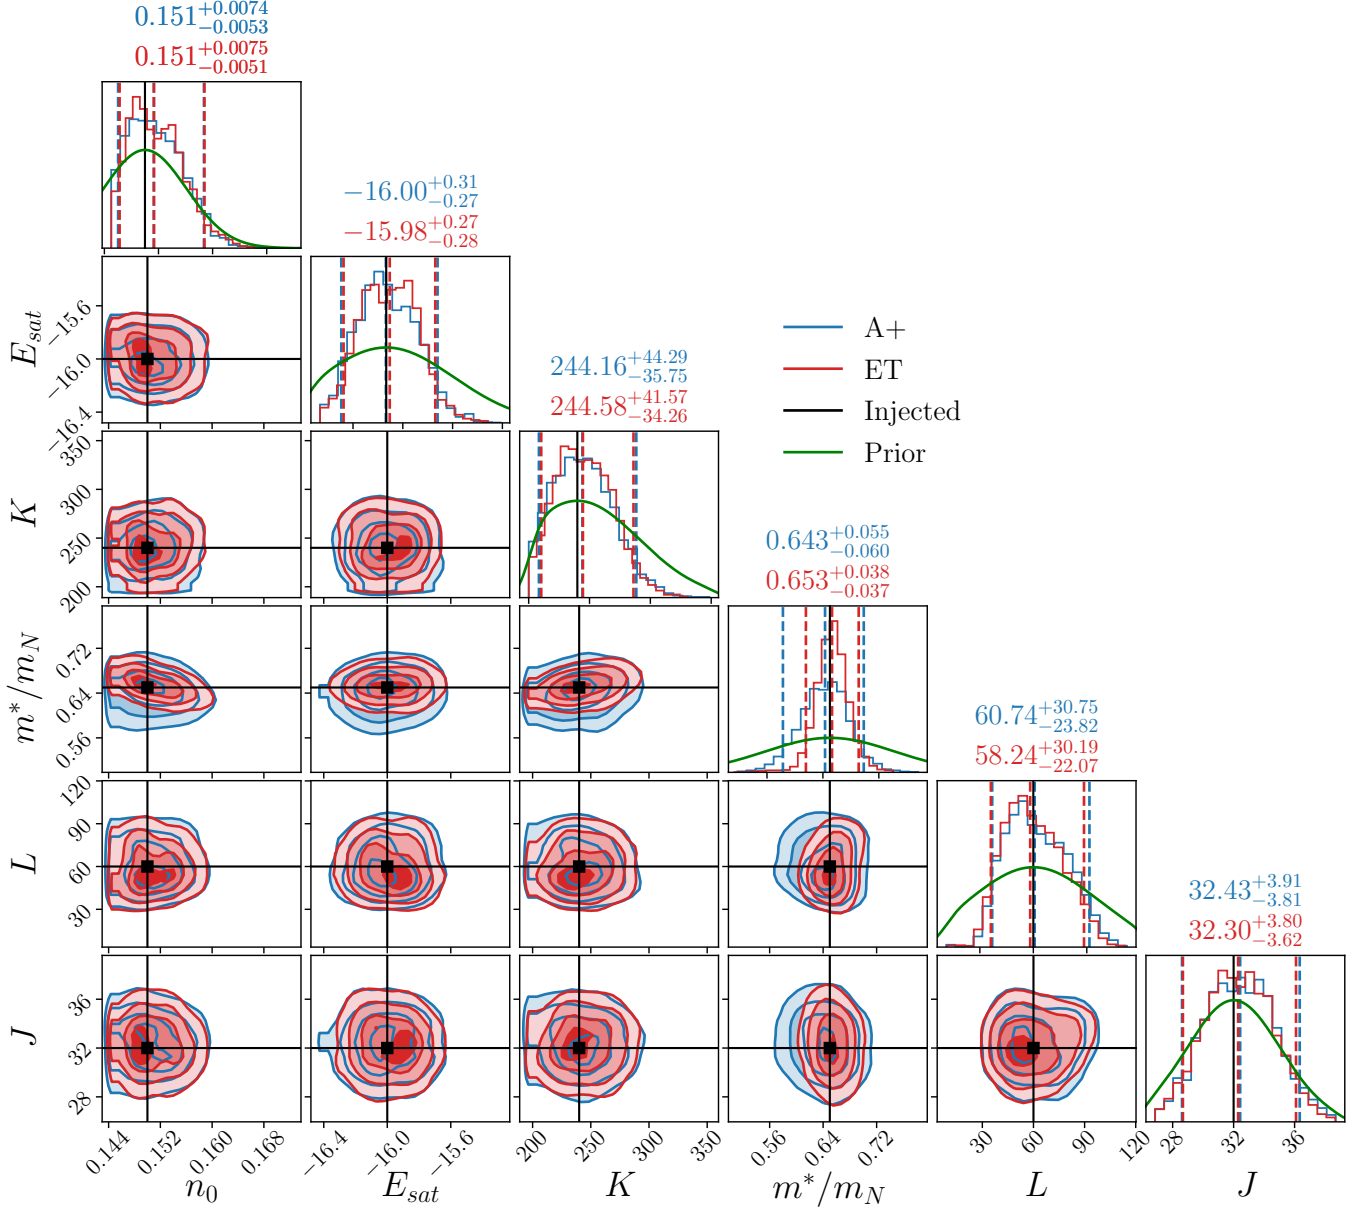 0.151+0.0074 −0.0053
0.151+0.0075 −0.0051
−16.00+0.31 −0.27
−15.98+0.27 −0.28
244.16+44.29 −35.75
244.58+41.57 −34.26
0.643+0.055 −0.060
0.653+0.038 −0.037
60.74+30.75 −23.82
58.24+30.19 −22.07
32.43+3.91 −3.81
32.30+3.80 −3.62
A+
ET
Injected
Prior
E_sat
−15.6
−16.0
−16.4
K
350
300
250
200
m*/m_N
0.72
0.64
0.56
L
120
90
60
30
J
36
32
28
0.144 0.152 0.160 0.168
−16.4 −16.0 −15.6
200 250 300 350
0.56 0.64 0.72
30 60 90 120
28 32 36
n_0 E_sat K m*/m_N L J